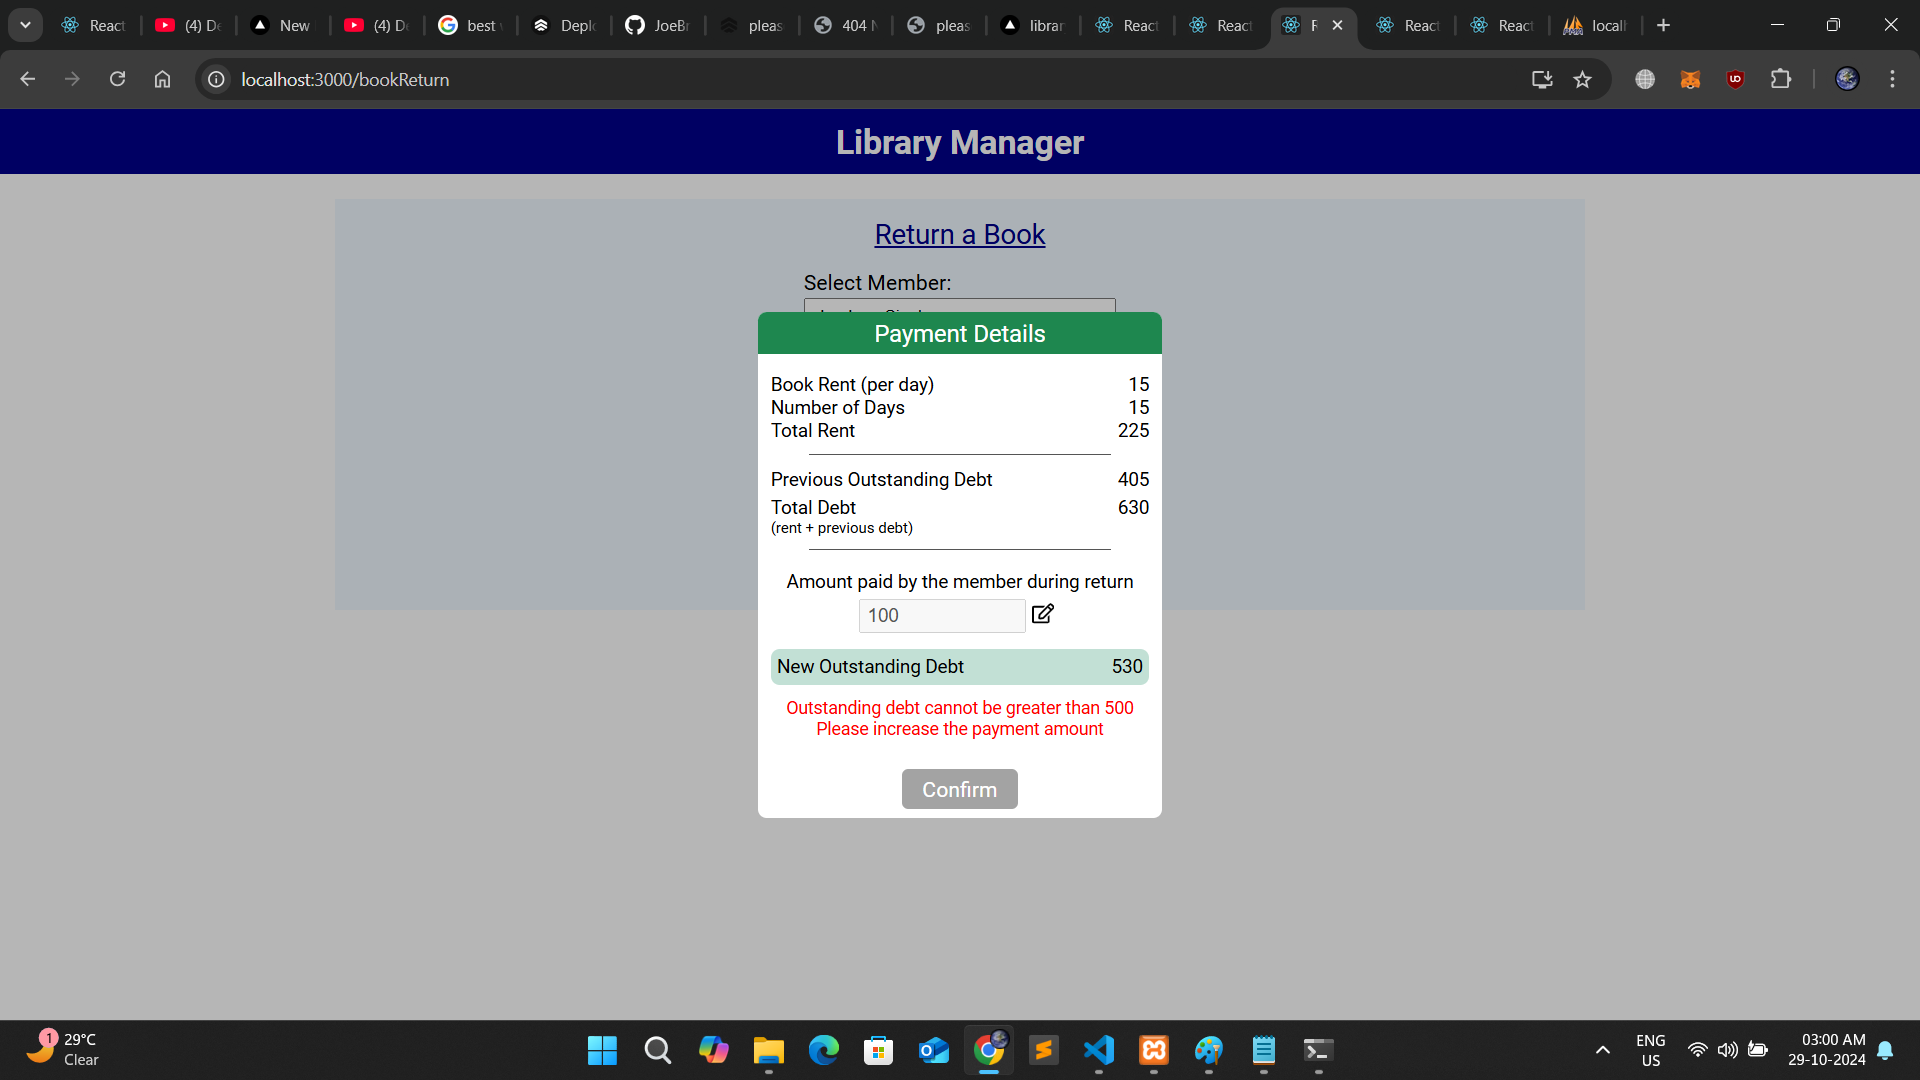 React
(4) De
New
(4) De
best
Deplo
JoeBr
pleas
404 N
pleas
librar
React
React
React
React
localh
localhost:3000/bookReturn
Library Manager
Return a Book
Select Member:
Payment Details
Book Rent (per day) 15
Number of Days 15
Total Rent 225
Previous Outstanding Debt 405
Total Debt 630
(rent + previous debt)
Amount paid by the member during return
100
New Outstanding Debt 530
Outstanding debt cannot be greater than 500
Please increase the payment amount
Confirm
1
29°C
Clear
ENG
US
03:00 AM
29-10-2024